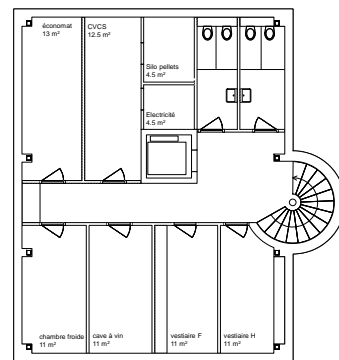 économat
13 m²
CVCS
12.5 m²
Silo pellets
4.5 m²
Electricité
4.5 m²
chambre froide
11 m²
cave à vin
11 m²
vestiaire F
11 m²
vestiaire H
11 m²